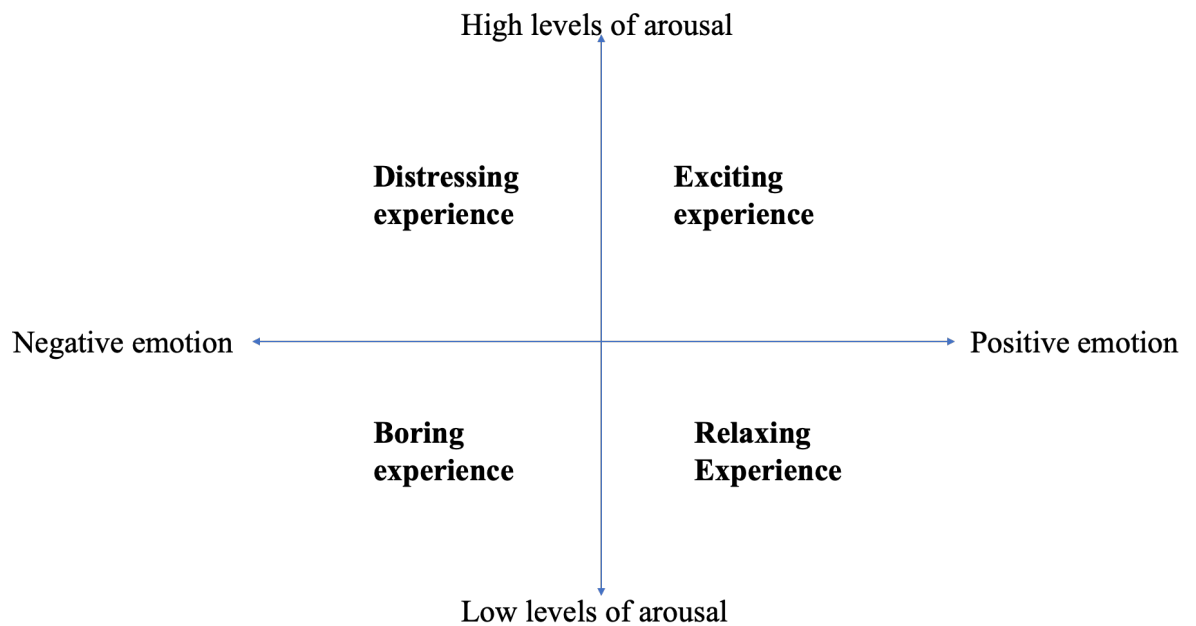 High levels of arousal
Distressing
experience
Exciting
experience
Negative emotion
Positive emotion
Boring
experience
Relaxing
Experience
Low levels of arousal